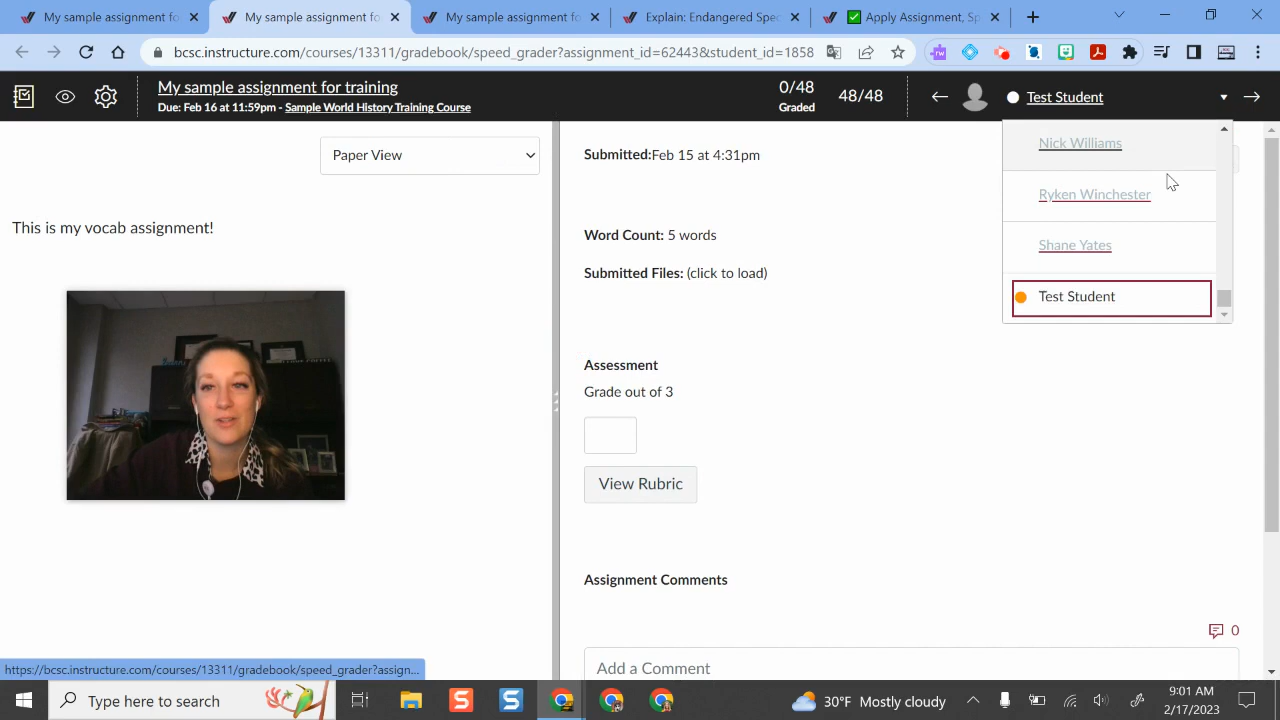 My sample assignment fo
My sample assignment fo
My sample assignment fo
Explain: Endangered Spec
Apply Assignment, Sp
bcsc.instructure.com/courses/13311/gradebook/speed_grader?assignment_id=62443&student_id=1858
My sample assignment for training
Due: Feb 16 at 11:59pm - Sample World History Training Course
0/48
Graded
48/48
Test Student
Paper View
This is my vocab assignment!
Submitted:Feb 15 at 4:31pm
Word Count: 5 words
Submitted Files: (click to load)
Assessment
Grade out of 3
View Rubric
Assignment Comments
0
Add a Comment
Nick Williams
Ryken Winchester
Shane Yates
Test Student
https://bcsc.instructure.com/courses/13311/gradebook/speed_grader?assign...
Type here to search
30°F Mostly cloudy
9:01 AM
2/17/2023